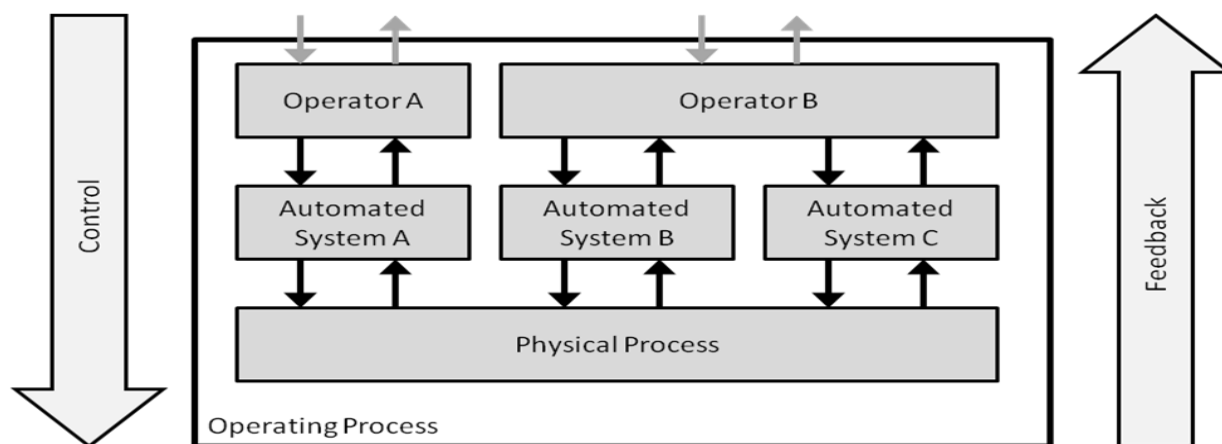 Operator A
Operator B
Control
Automated
System A
Automated
System B
Automated
System C
Feedback
Physical Process
Operating Process